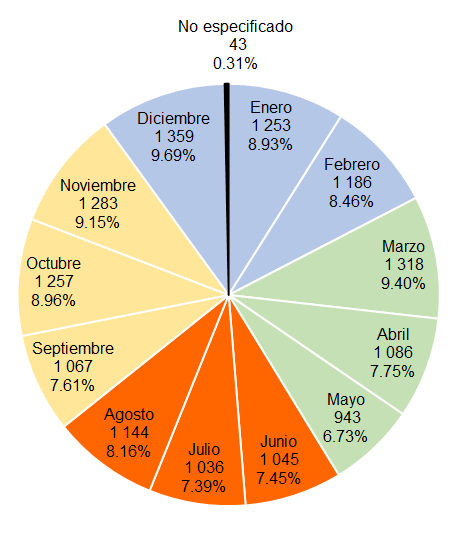 No especificado
43
0.31%
Enero
1 253
8.93%
Febrero
1 186
8.46%
Marzo
1 318
9.40%
Abril
1 086
7.75%
Mayo
943
6.73%
Junio
1 045
7.45%
Julio
1 036
7.39%
Agosto
1 144
8.16%
Septiembre
1 067
7.61%
Octubre
1 257
8.96%
Noviembre
1 283
9.15%
Diciembre
1 359
9.69%